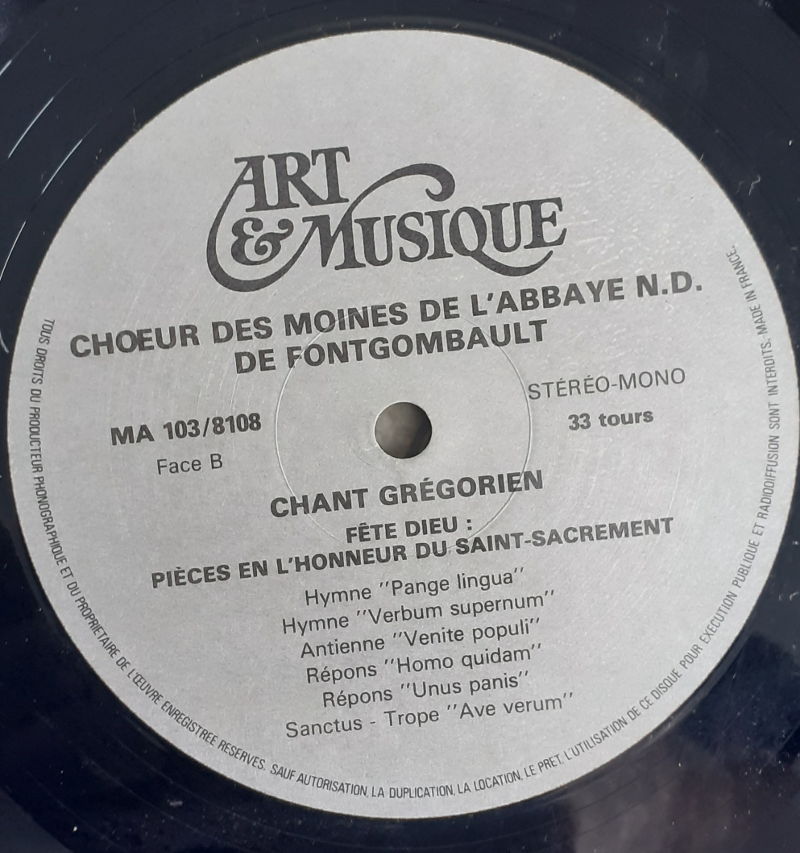 ART
& MUSIQUE
CHOEUR DES MOINES DE L'ABBAYE N.D.
DE FONTGOMBAULT
STÉRÉO-MONO
MA 103/8108
33 tours
Face B
CHANT GRÉGORIEN
FÊTE DIEU :
PIÈCES EN L'HONNEUR DU SAINT-SACREMENT
Hymne "Pange lingua"
Hymne "Verbum supernum"
Antienne "Venite populi"
Répons "Homo quidam"
Répons "Unus panis"
Sanctus - Trope "Ave verum"
TOUS DROITS DU PRODUCTEUR PHONOGRAPHIQUE ET DU PROPRIETAIRE DE L'ŒUVRE ENREGISTREE RESERVES. SAUF AUTORISATION, LA DUPLICATION, LA LOCATION, LE PRET, L'UTILISATION DE CE DISQUE POUR EXECUTION PUBLIQUE ET RADIODIFFUSION SONT INTERDITS. MADE IN FRANCE.